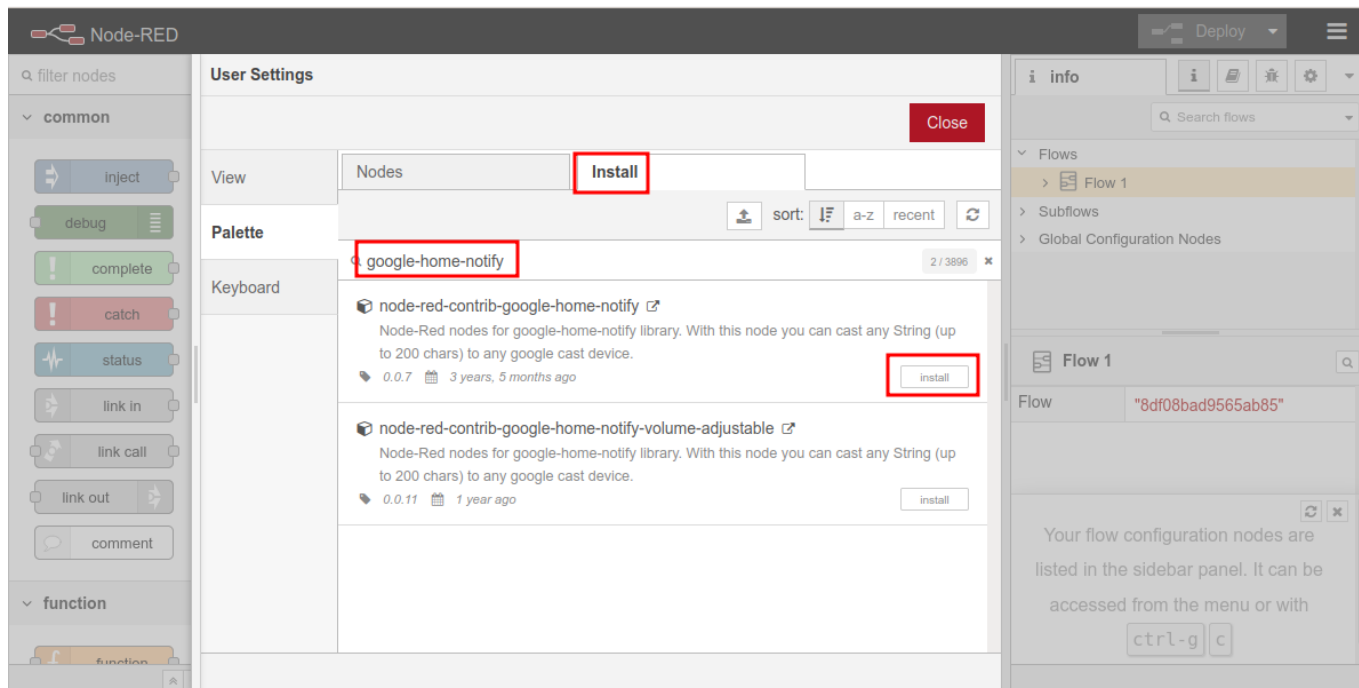 Node-RED
Deploy
filter nodes
common
inject
debug
complete
catch
status
link in
link call
link out
comment
function
function
User Settings
Close
View
Palette
Keyboard
Nodes
Install
sort:
a-z
recent
google-home-notify
2 / 3896
node-red-contrib-google-home-notify
Node-Red nodes for google-home-notify library. With this node you can cast any String (up
to 200 chars) to any google cast device.
0.0.7 3 years, 5 months ago
install
node-red-contrib-google-home-notify-volume-adjustable
Node-Red nodes for google-home-notify library. With this node you can cast any String (up
to 200 chars) to any google cast device.
0.0.11 1 year ago
install
info
Search flows
Flows
Flow 1
Subflows
Global Configuration Nodes
Flow 1
Flow "8df08bad9565ab85"
Your flow configuration nodes are
listed in the sidebar panel. It can be
accessed from the menu or with
ctrl-g c